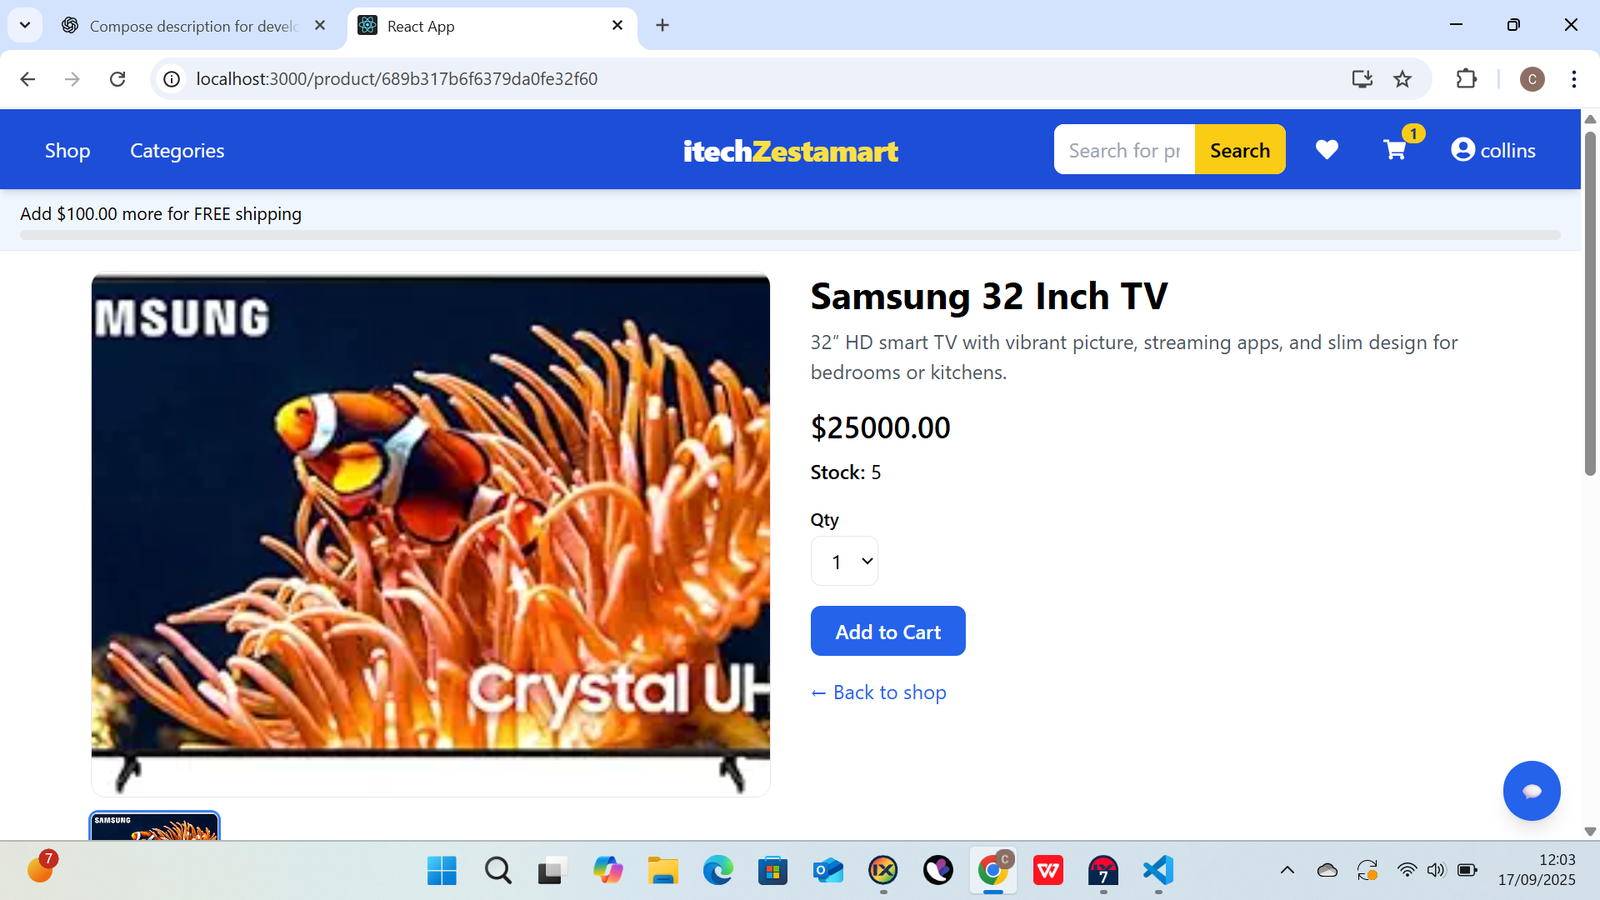 Compose description for develo
React App
localhost:3000/product/689b317b6f6379da0fe32f60
C
Shop
Categories
itechZestamart
Search for pr
Search
1
collins
Add $100.00 more for FREE shipping
MSUNG
Crystal UH
SAMSUNG
Samsung 32 Inch TV
32” HD smart TV with vibrant picture, streaming apps, and slim design for
bedrooms or kitchens.
$25000.00
Stock: 5
Qty
1
Add to Cart
← Back to shop
7
C
W
7
12:03
17/09/2025